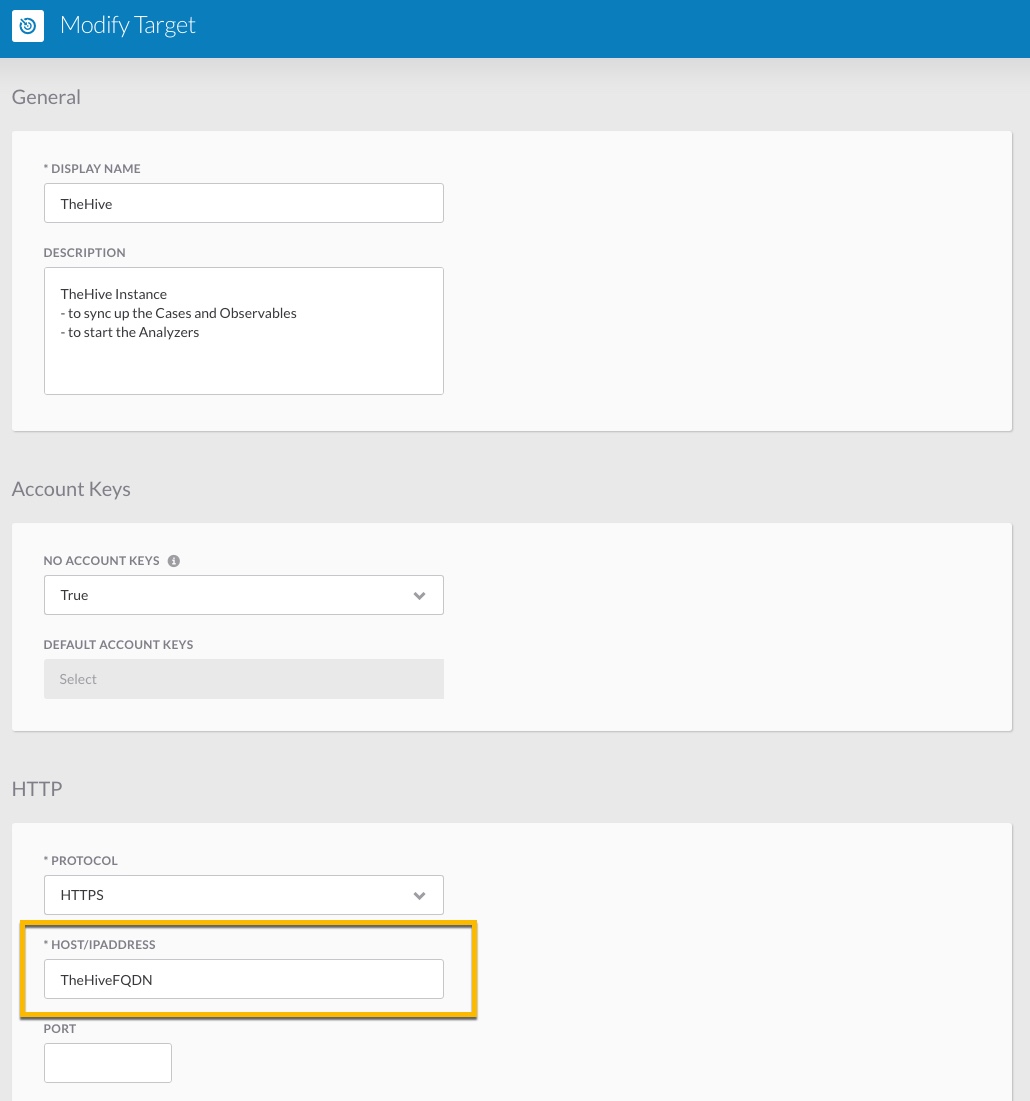 Modify Target
General
* DISPLAY NAME
TheHive
DESCRIPTION
TheHive Instance
- to sync up the Cases and Observables
- to start the Analyzers
Account Keys
NO ACCOUNT KEYS
True
DEFAULT ACCOUNT KEYS
Select
HTTP
* PROTOCOL
HTTPS
* HOST/IPADDRESS
TheHiveFQDN
PORT